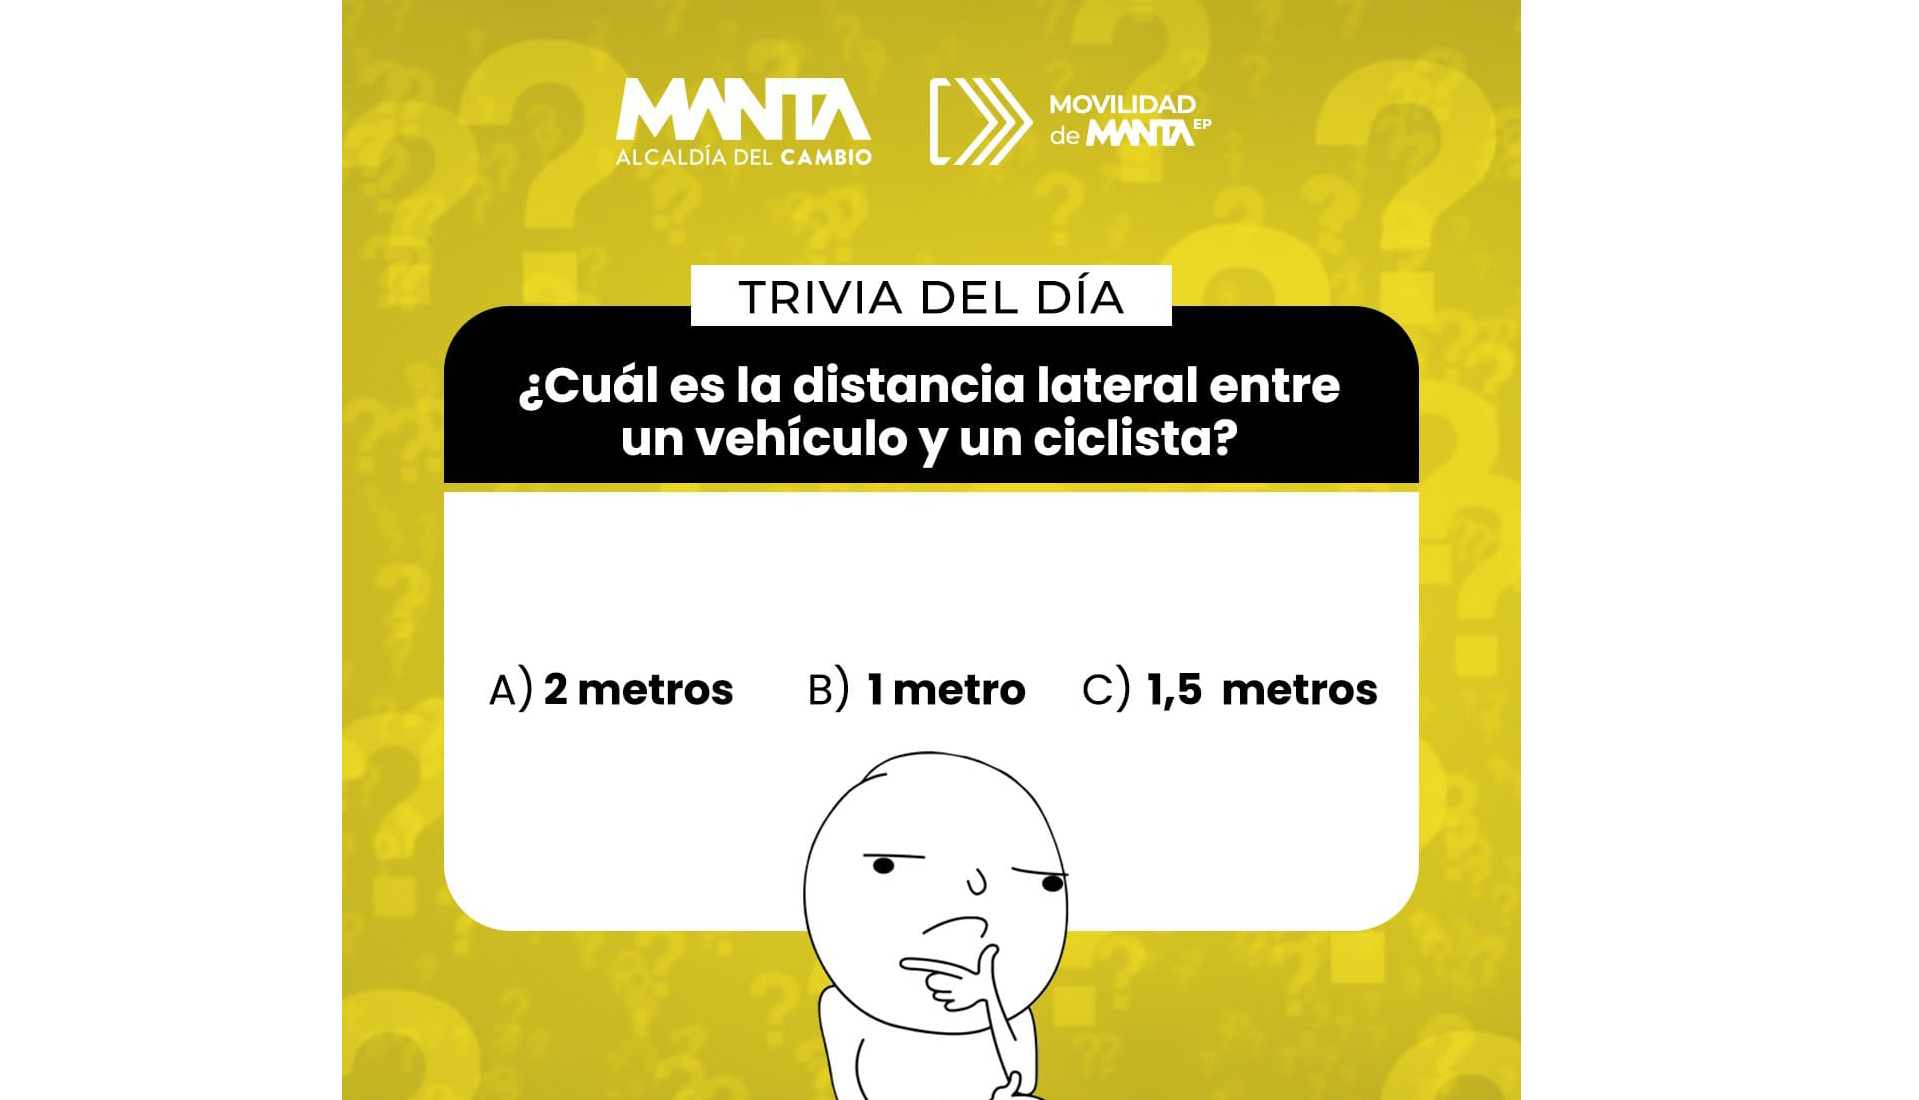 MANTA
ALCALDÍA DEL CAMBIO
MOVILIDAD
de MANTA EP
TRIVIA DEL DÍA
¿Cuál es la distancia lateral entre
un vehículo y un ciclista?
A) 2 metros B) 1 metro C) 1,5 metros